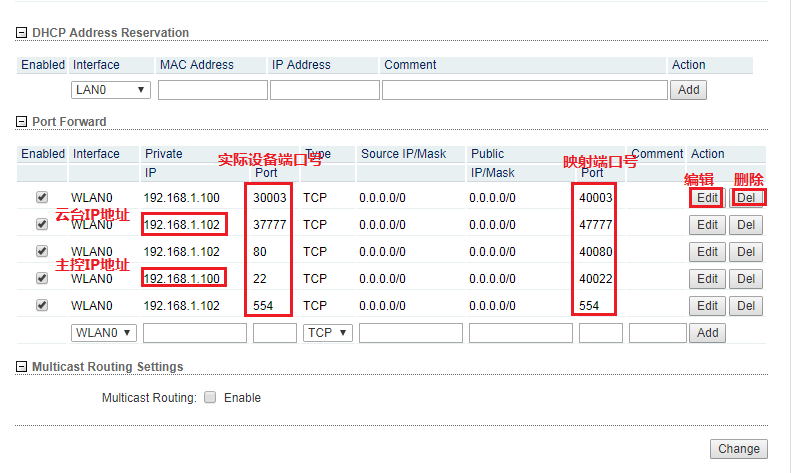 DHCP Address Reservation
Enabled Interface MAC Address IP Address Comment Action
LAN0 Add
Port Forward
Enabled Interface Private 实际设备端口号 Type Source IP/Mask Public 映射端口号 Comment Action
IP Port IP/Mask Port 编辑 删除
WLAN0 192.168.1.100 30003 TCP 0.0.0.0/0 0.0.0.0/0 40003 Edit Del
云台IP地址
WLAN0 192.168.1.102 37777 TCP 0.0.0.0/0 0.0.0.0/0 47777 Edit Del
WLAN0 192.168.1.102 80 TCP 0.0.0.0/0 0.0.0.0/0 40080 Edit Del
主控IP地址
WLAN0 192.168.1.100 22 TCP 0.0.0.0/0 0.0.0.0/0 40022 Edit Del
WLAN0 192.168.1.102 554 TCP 0.0.0.0/0 0.0.0.0/0 554 Edit Del
WLAN0 TCP Add
Multicast Routing Settings
Multicast Routing: Enable
Change